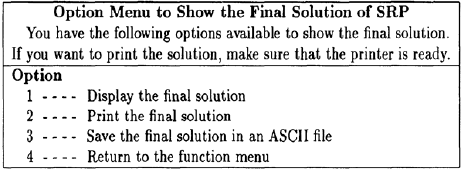 Option Menu to Show the Final Solution of SRP
You have the following options available to show the final solution.
If you want to print the solution, make sure that the printer is ready.
Option
1 ---- Display the final solution
2 ---- Print the final solution
3 ---- Save the final solution in an ASCII file
4 ---- Return to the function menu